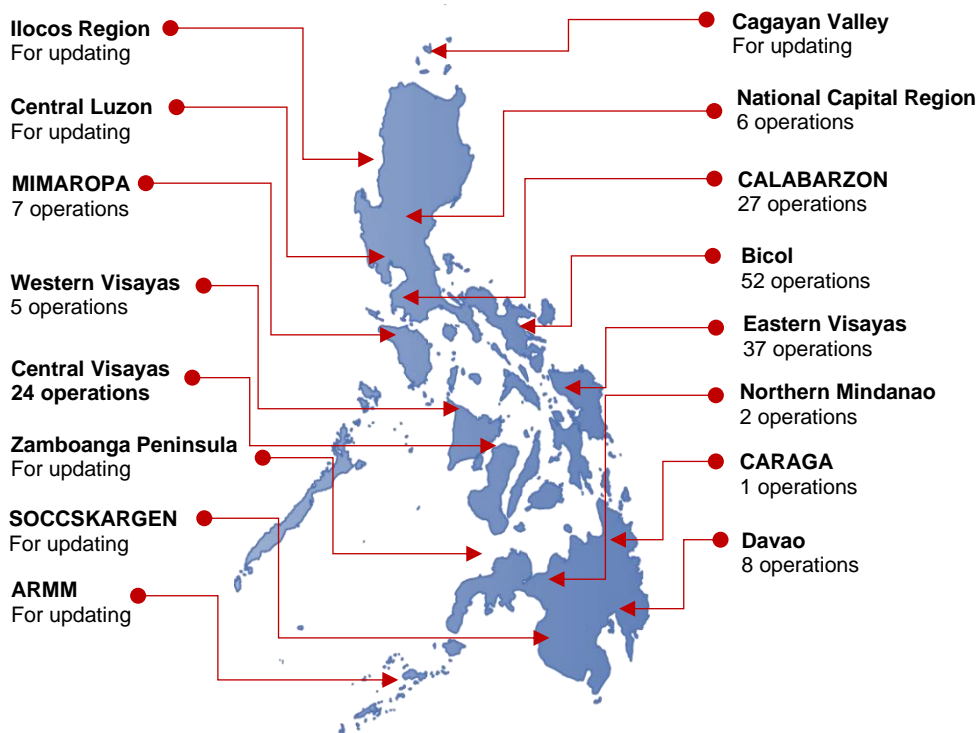 Ilocos Region
For updating
Central Luzon
For updating
MIMAROPA
7 operations
Western Visayas
5 operations
Central Visayas
24 operations
Zamboanga Peninsula
For updating
SOCCSKARGEN
For updating
ARMM
For updating
Cagayan Valley
For updating
National Capital Region
6 operations
CALABARZON
27 operations
Bicol
52 operations
Eastern Visayas
37 operations
Northern Mindanao
2 operations
CARAGA
1 operations
Davao
8 operations